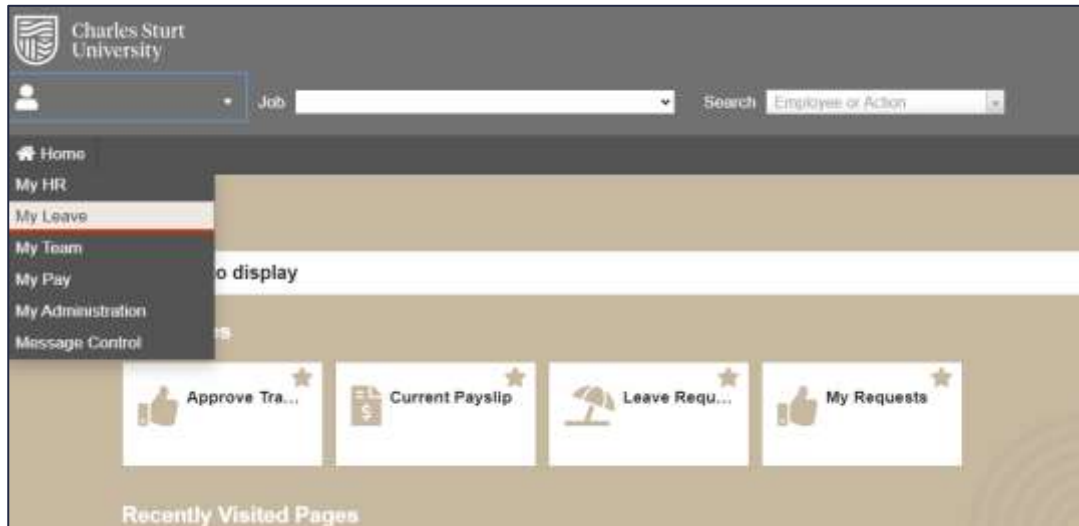 Charles Sturt
University
Job
Search Employee or Action
Home
My HR
My Leave
My Team
My Pay
My Administration
Message Control
o display
es
Approve Tra...
Current Payslip
Leave Requ...
My Requests
Recently Visited Pages